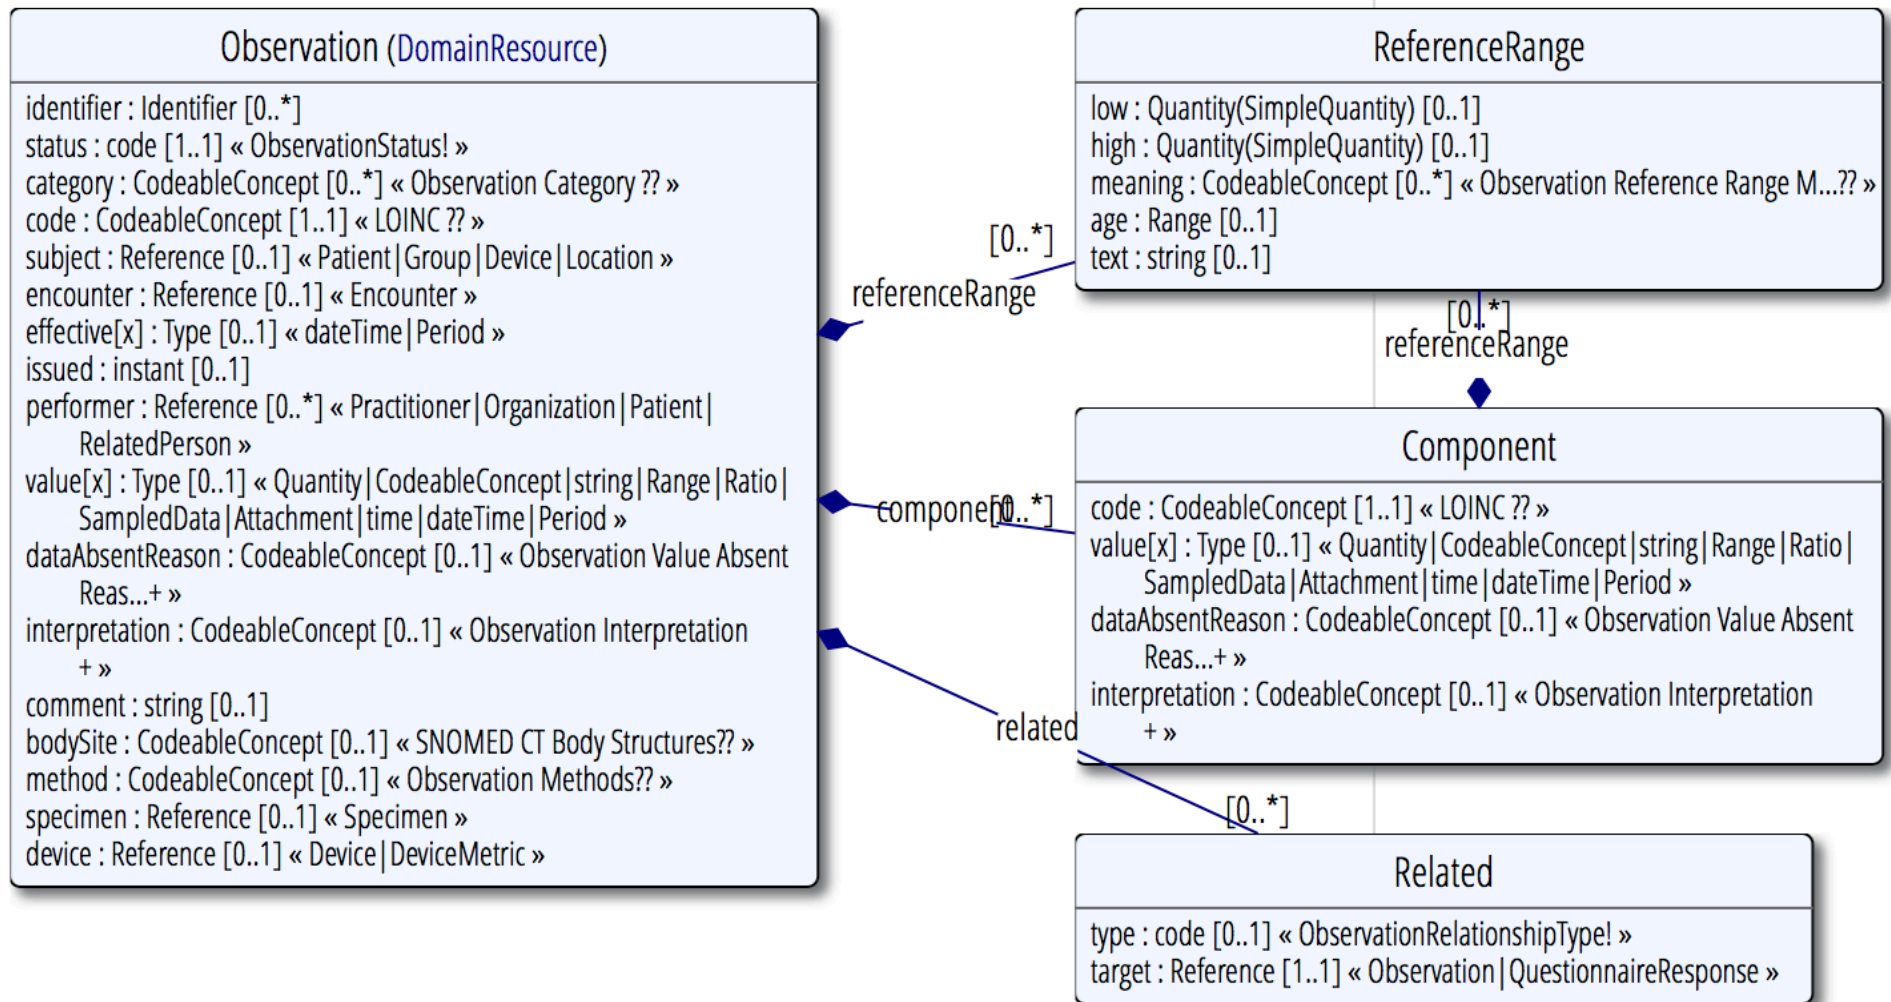 Observation (DomainResource)
identifier : Identifier [0..*]
status : code [1..1] « ObservationStatus! »
category : CodeableConcept [0..*] « Observation Category ?? »
code : CodeableConcept [1..1] « LOINC ?? »
subject : Reference [0..1] « Patient|Group|Device|Location »
encounter : Reference [0..1] « Encounter »
effective[x] : Type [0..1] « dateTime|Period »
issued : instant [0..1]
performer : Reference [0..*] « Practitioner|Organization|Patient|
RelatedPerson »
value[x] : Type [0..1] « Quantity|CodeableConcept|string|Range|Ratio|
SampledData|Attachment|time|dateTime|Period »
dataAbsentReason : CodeableConcept [0..1] « Observation Value Absent
Reas...+ »
interpretation : CodeableConcept [0..1] « Observation Interpretation
+ »
comment : string [0..1]
bodySite : CodeableConcept [0..1] « SNOMED CT Body Structures?? »
method : CodeableConcept [0..1] « Observation Methods?? »
specimen : Reference [0..1] « Specimen »
device : Reference [0..1] « Device|DeviceMetric »
[0..*]
referenceRange
component
[0..*]
related
[0..*]
ReferenceRange
low : Quantity(SimpleQuantity) [0..1]
high : Quantity(SimpleQuantity) [0..1]
meaning : CodeableConcept [0..*] « Observation Reference Range M...?? »
age : Range [0..1]
text : string [0..1]
[0..*]
referenceRange
Component
code : CodeableConcept [1..1] « LOINC ?? »
value[x] : Type [0..1] « Quantity|CodeableConcept|string|Range|Ratio|
SampledData|Attachment|time|dateTime|Period »
dataAbsentReason : CodeableConcept [0..1] « Observation Value Absent
Reas...+ »
interpretation : CodeableConcept [0..1] « Observation Interpretation
+ »
Related
type : code [0..1] « ObservationRelationshipType! »
target : Reference [1..1] « Observation|QuestionnaireResponse »